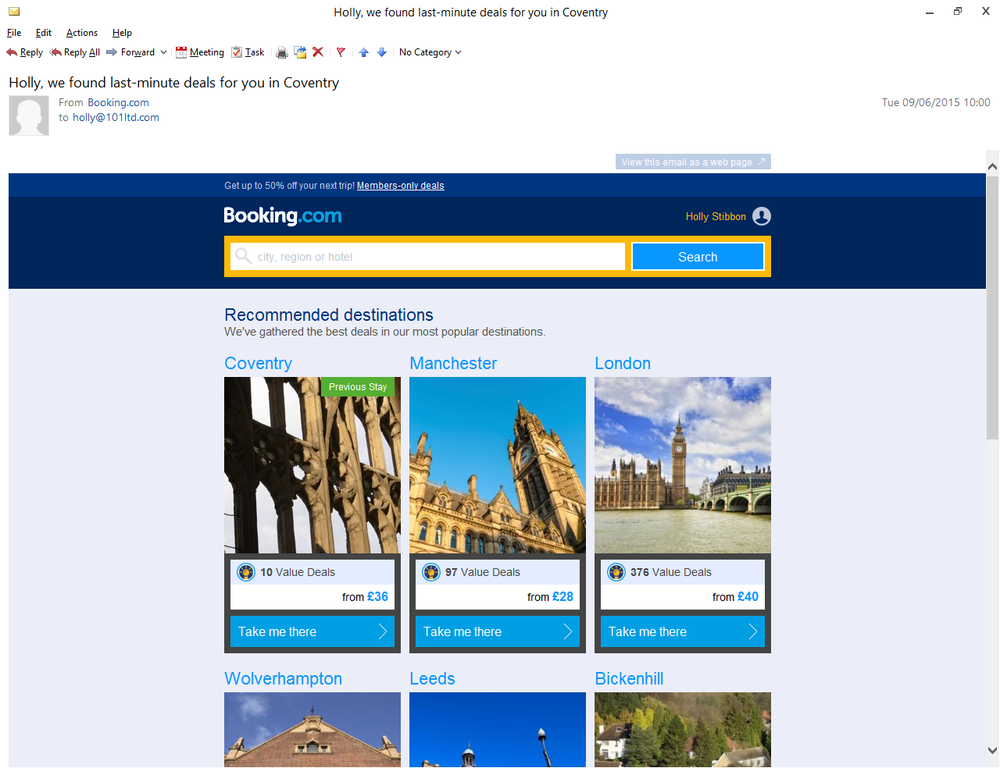 Holly, we found last-minute deals for you in Coventry
X
File Edit Actions Help
Reply Reply All Forward Meeting Task No Category
Holly, we found last-minute deals for you in Coventry
From Booking.com
Tue 09/06/2015 10:00
to holly@101ltd.com
View this email as a web page
Get up to 50% off your next trip! Members-only deals
Booking.com
Holly Stibbon
city, region or hotel
Search
Recommended destinations
We've gathered the best deals in our most popular destinations.
Coventry Manchester London
Previous Stay
10 Value Deals 97 Value Deals 376 Value Deals
from £36 from £28 from £40
Take me there Take me there Take me there
Wolverhampton Leeds Bickenhill